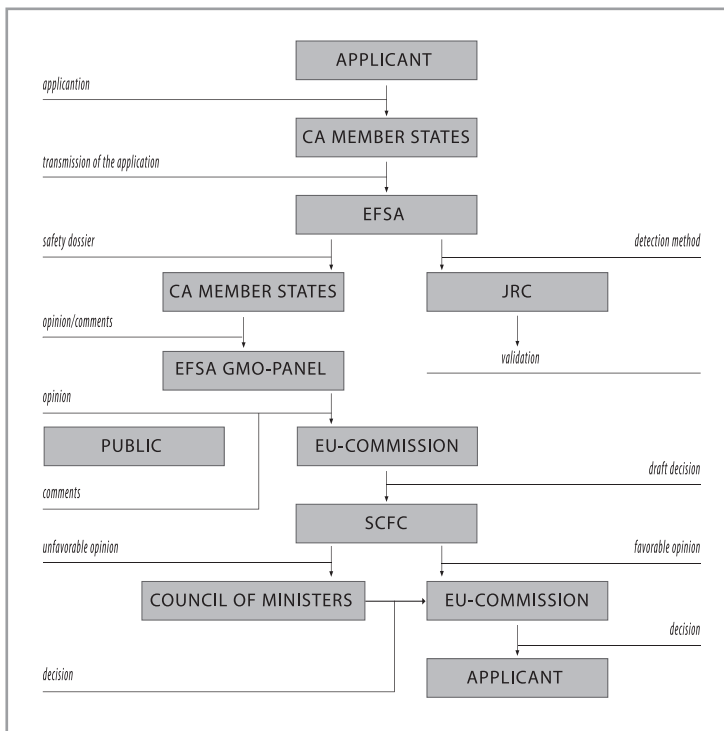 APPLICANT
applicantion
CA MEMBER STATES
transmission of the application
EFSA
safety dossier
detection method
CA MEMBER STATES
JRC
opinion/comments
validation
EFSA GMO-PANEL
opinion
PUBLIC
EU-COMMISSION
draft decision
comments
SCFC
unfavorable opinion
favorable opinion
COUNCIL OF MINISTERS
EU-COMMISSION
decision
decision
APPLICANT